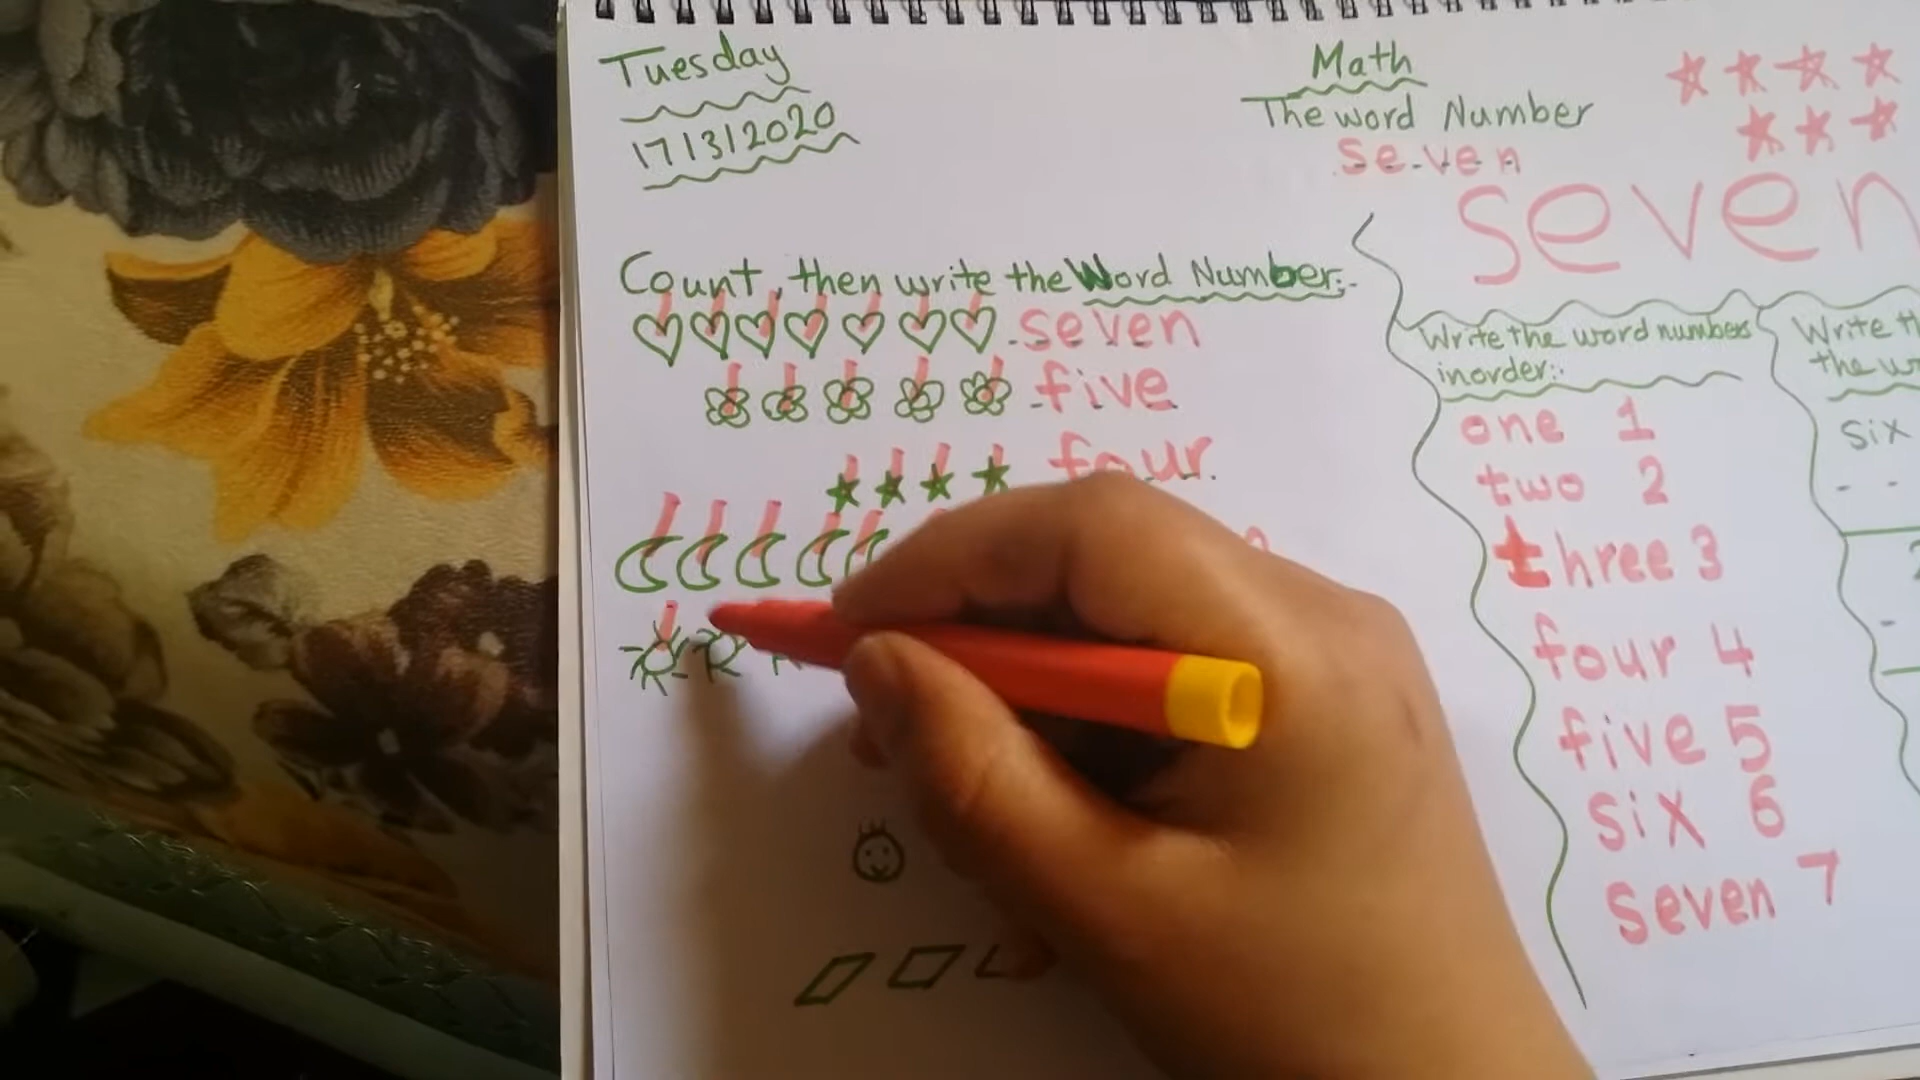 Tuesday
17/3/2020
Math
The word Number
se-ven
seven
Count, then write the Word Number:-
seven
five
four
Write the word numbers
inorder:-
one 1
two 2
three 3
four 4
five 5
six 6
seven 7
Write
the
six